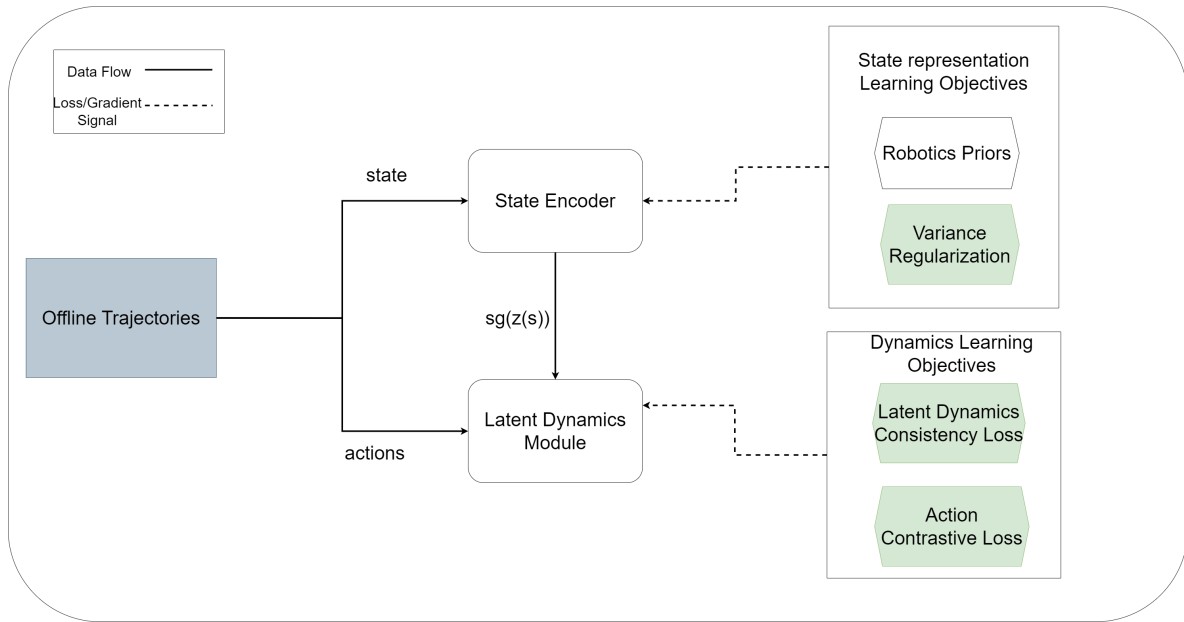 Data Flow
Loss/Gradient
Signal
Offline Trajectories
state
actions
State Encoder
sg(z(s))
Latent Dynamics
Module
State representation
Learning Objectives
Robotics Priors
Variance
Regularization
Dynamics Learning
Objectives
Latent Dynamics
Consistency Loss
Action
Contrastive Loss